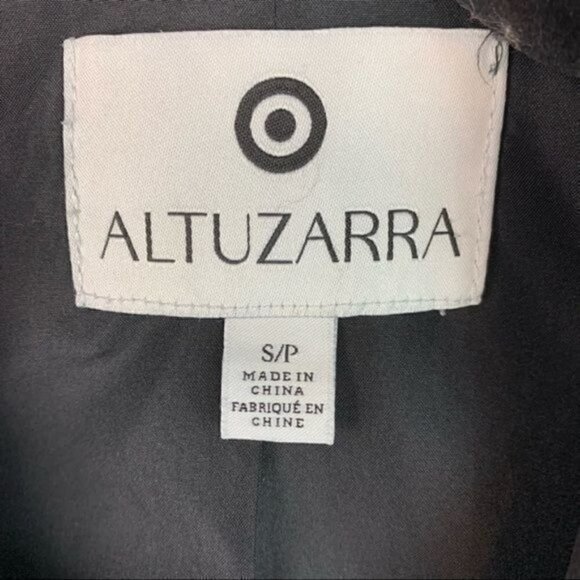 ALTUZARRA
S/P
MADE IN
CHINA
FABRIQUÉ EN
CHINE